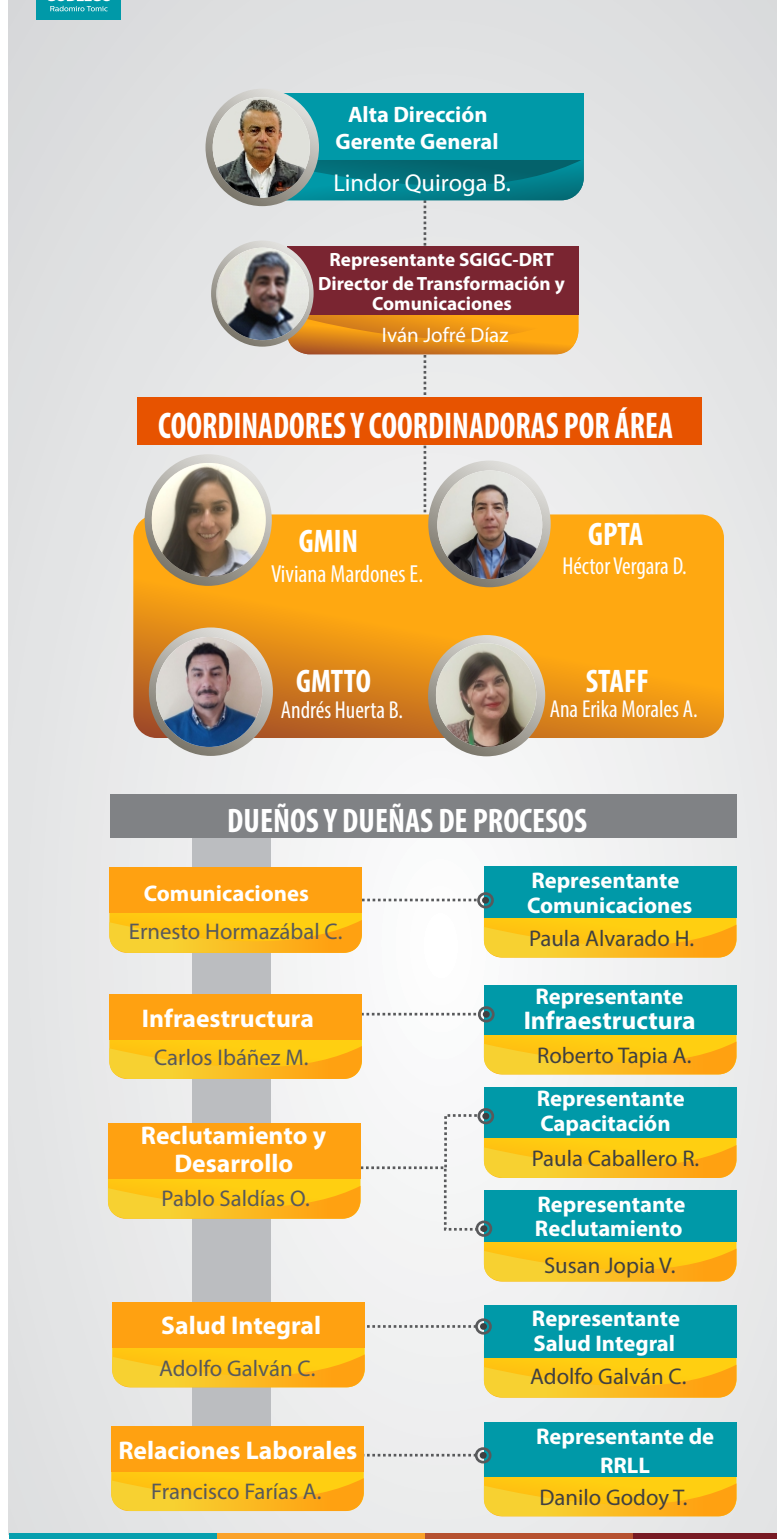 Radomiro Tomic
Alta Dirección
Gerente General
Lindor Quiroga B.
Representante SGIGC-DRT
Director de Transformación y
Comunicaciones
Iván Jofré Díaz
COORDINADORES Y COORDINADORAS POR ÁREA
GMIN
Viviana Mardones E.
GPTA
Héctor Vergara D.
GMTTO
Andrés Huerta B.
STAFF
Ana Erika Morales A.
DUEÑOS Y DUEÑAS DE PROCESOS
Comunicaciones
Ernesto Hormazábal C.
Representante
Comunicaciones
Paula Alvarado H.
Infraestructura
Carlos Ibáñez M.
Representante
Infraestructura
Roberto Tapia A.
Reclutamiento y
Desarrollo
Pablo Saldías O.
Representante
Capacitación
Paula Caballero R.
Representante
Reclutamiento
Susan Jopia V.
Salud Integral
Adolfo Galván C.
Representante
Salud Integral
Adolfo Galván C.
Relaciones Laborales
Francisco Farías A.
Representante de
RRLL
Danilo Godoy T.